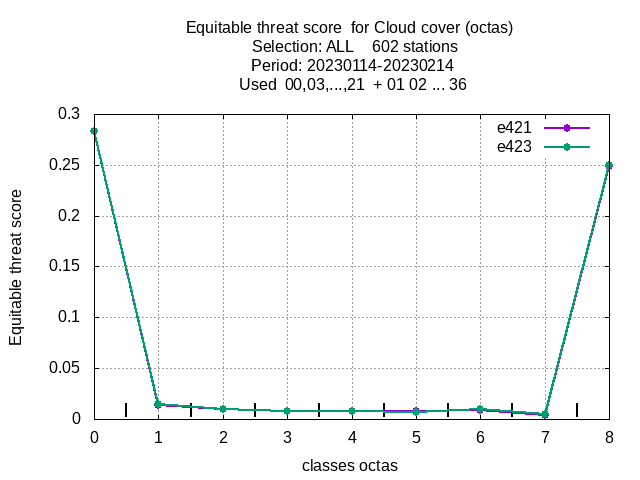 Equitable threat score  for Cloud cover (octas)
Selection: ALL    602 stations
Period: 20230114-20230214
Used  00,03,...,21  + 01 02 ... 36
e421
e423
0.3
0.25
0.2
0.15
0.1
0.05
0
Equitable threat score
0 1 2 3 4 5 6 7 8
classes octas